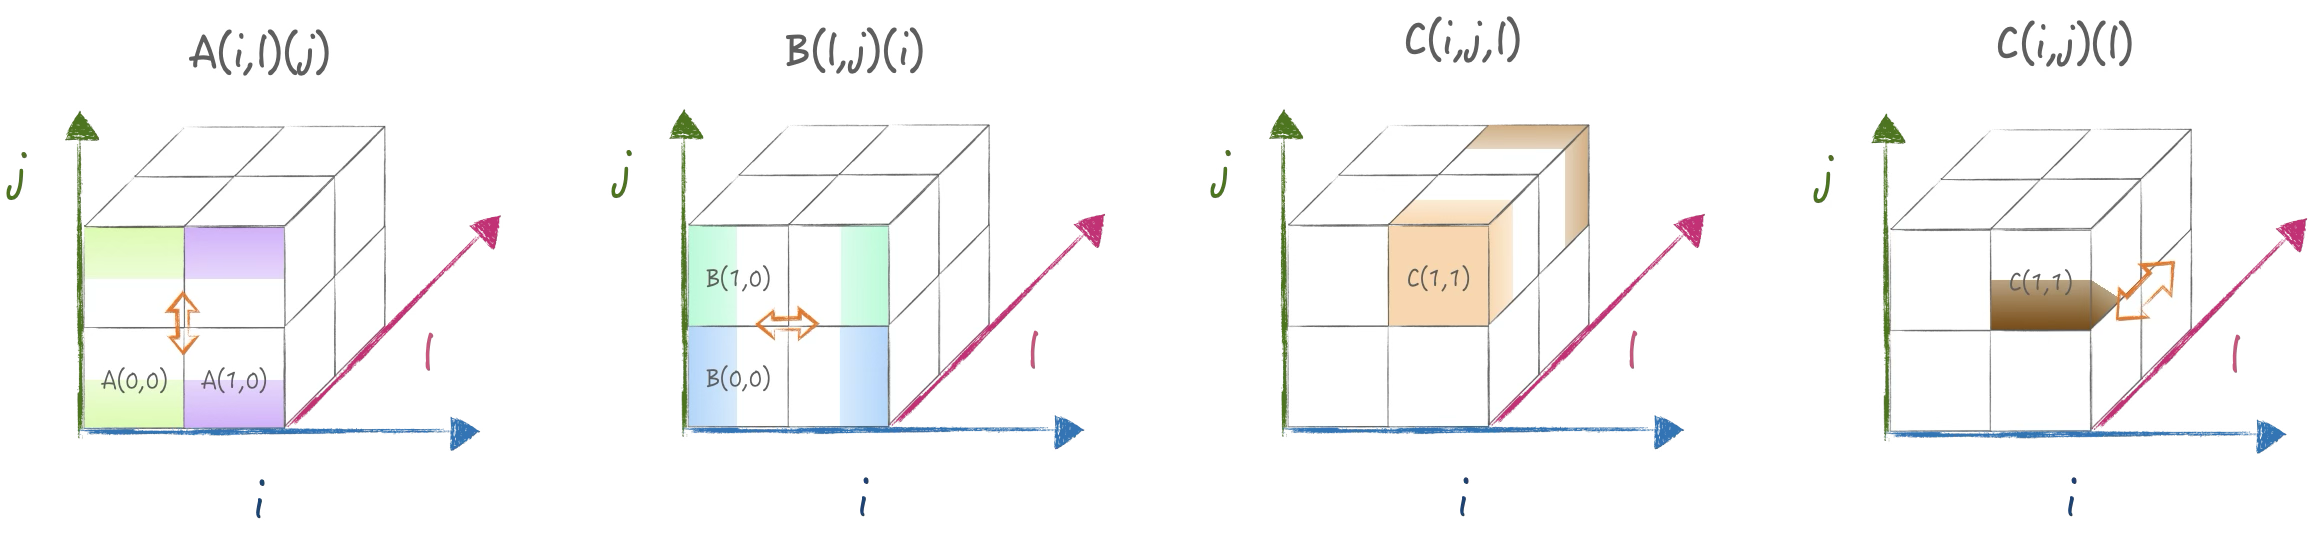 A(i,l)(j)
j
A(0,0) A(1,0)
l
i
B(l,j)(i)
j
B(1,0)
B(0,0)
l
i
C(i,j,l)
j
C(1,1)
l
i
C(i,j)(l)
j
C(1,1)
l
i